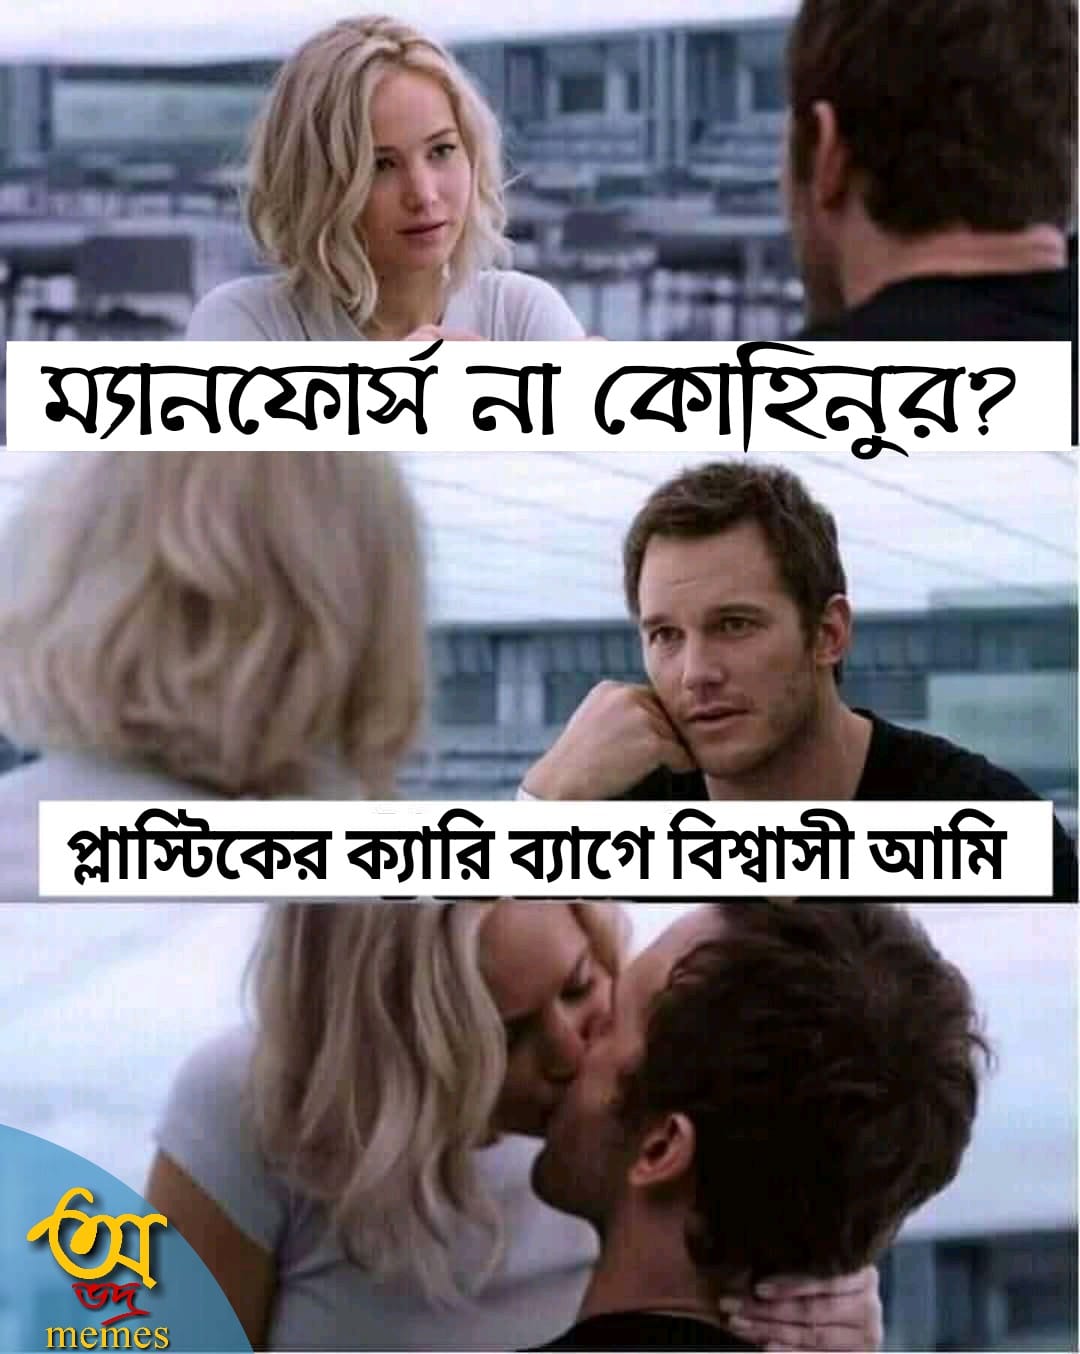 ম্যানফোর্স না কোহিনুর?
প্লাস্টিকের ক্যারি ব্যাগে বিশ্বাসী আমি
অ
ভদ্র
memes